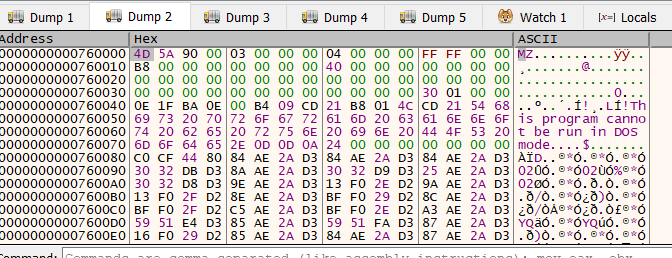 Dump 1 Dump 2 Dump 3 Dump 4 Dump 5 Watch 1 [x=] Locals
Address Hex ASCII
0000000000760000 4D 5A 90 00 03 00 00 00 04 00 00 00 FF FF 00 00 MZ..........ÿÿ..
0000000000760010 B8 00 00 00 00 00 00 00 40 00 00 00 00 00 00 00 ¸.......@.......
0000000000760020 00 00 00 00 00 00 00 00 00 00 00 00 00 00 00 00 ................
0000000000760030 00 00 00 00 00 00 00 00 00 00 00 00 30 01 00 00 ............0...
0000000000760040 0E 1F BA 0E 00 B4 09 CD 21 B8 01 4C CD 21 54 68 ..º..´.Í!¸.LÍ!Th
0000000000760050 69 73 20 70 72 6F 67 72 61 6D 20 63 61 6E 6E 6F is program canno
0000000000760060 74 20 62 65 20 72 75 6E 20 69 6E 20 44 4F 53 20 t be run in DOS
0000000000760070 6D 6F 64 65 2E 0D 0D 0A 24 00 00 00 00 00 00 00 mode....$.......
0000000000760080 C0 CF 44 80 84 AE 2A D3 84 AE 2A D3 84 AE 2A D3 ÀÏD..®*Ó.®*Ó.®*Ó
0000000000760090 30 32 DB D3 8A AE 2A D3 30 32 D9 D3 25 AE 2A D3 02ÛÓ.®*Ó02ÙÓ%®*Ó
00000000007600A0 30 32 D8 D3 9E AE 2A D3 13 F0 2E D2 9A AE 2A D3 02ØÓ.®*Ó.ð.Ò.®*Ó
00000000007600B0 13 F0 2F D2 8E AE 2A D3 BF F0 29 D2 8C AE 2A D3 .ð/Ò.®*Ó¿ð)Ò.®*Ó
00000000007600C0 BF F0 2F D2 C5 AE 2A D3 BF F0 2E D2 A3 AE 2A D3 ¿ð/ÒÅ®*Ó¿ð.Ò£®*Ó
00000000007600D0 59 51 E4 D3 85 AE 2A D3 59 51 FA D3 87 AE 2A D3 YQäÓ.®*ÓYQúÓ.®*Ó
00000000007600E0 16 F0 29 D2 85 AE 2A D3 84 AE 2A D3 87 AE 2A D3 .ð)Ò.®*Ó.®*Ó.®*Ó
Command: Commands are comma separated (like assembly instructions): mov eax, ebx